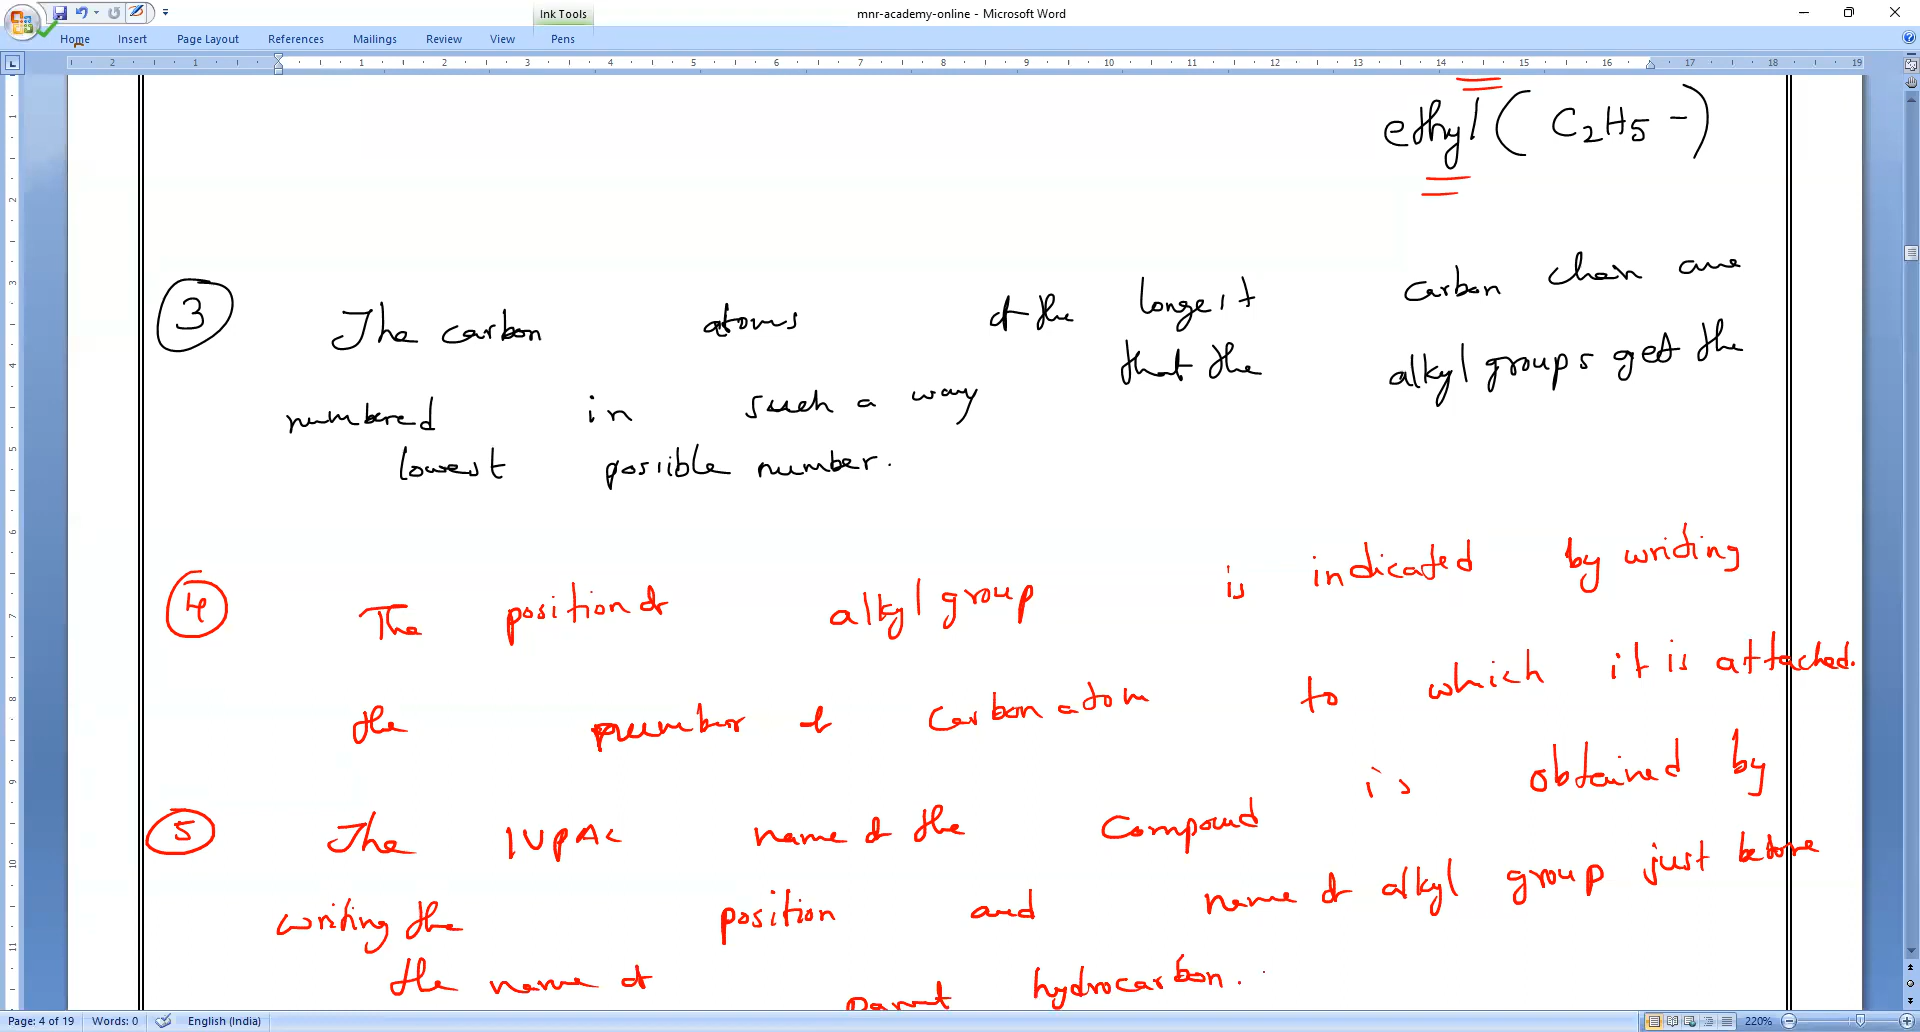 mnr-academy-online - Microsoft Word
Ink Tools
Home Insert Page Layout References Mailings Review View Pens
ethyl ( C2H5 - )
3 The carbon atoms of the longest carbon chain are
numbered in such a way that the alkyl groups get the
lowest possible number.
4 The position of alkyl group is indicated by writing
the number of carbon atom to which it is attached.
5 The IUPAC name of the compound is obtained by
writing the position and name of alkyl group just before
the name of parent hydrocarbon.
Page: 4 of 19 Words: 0 English (India) 220%